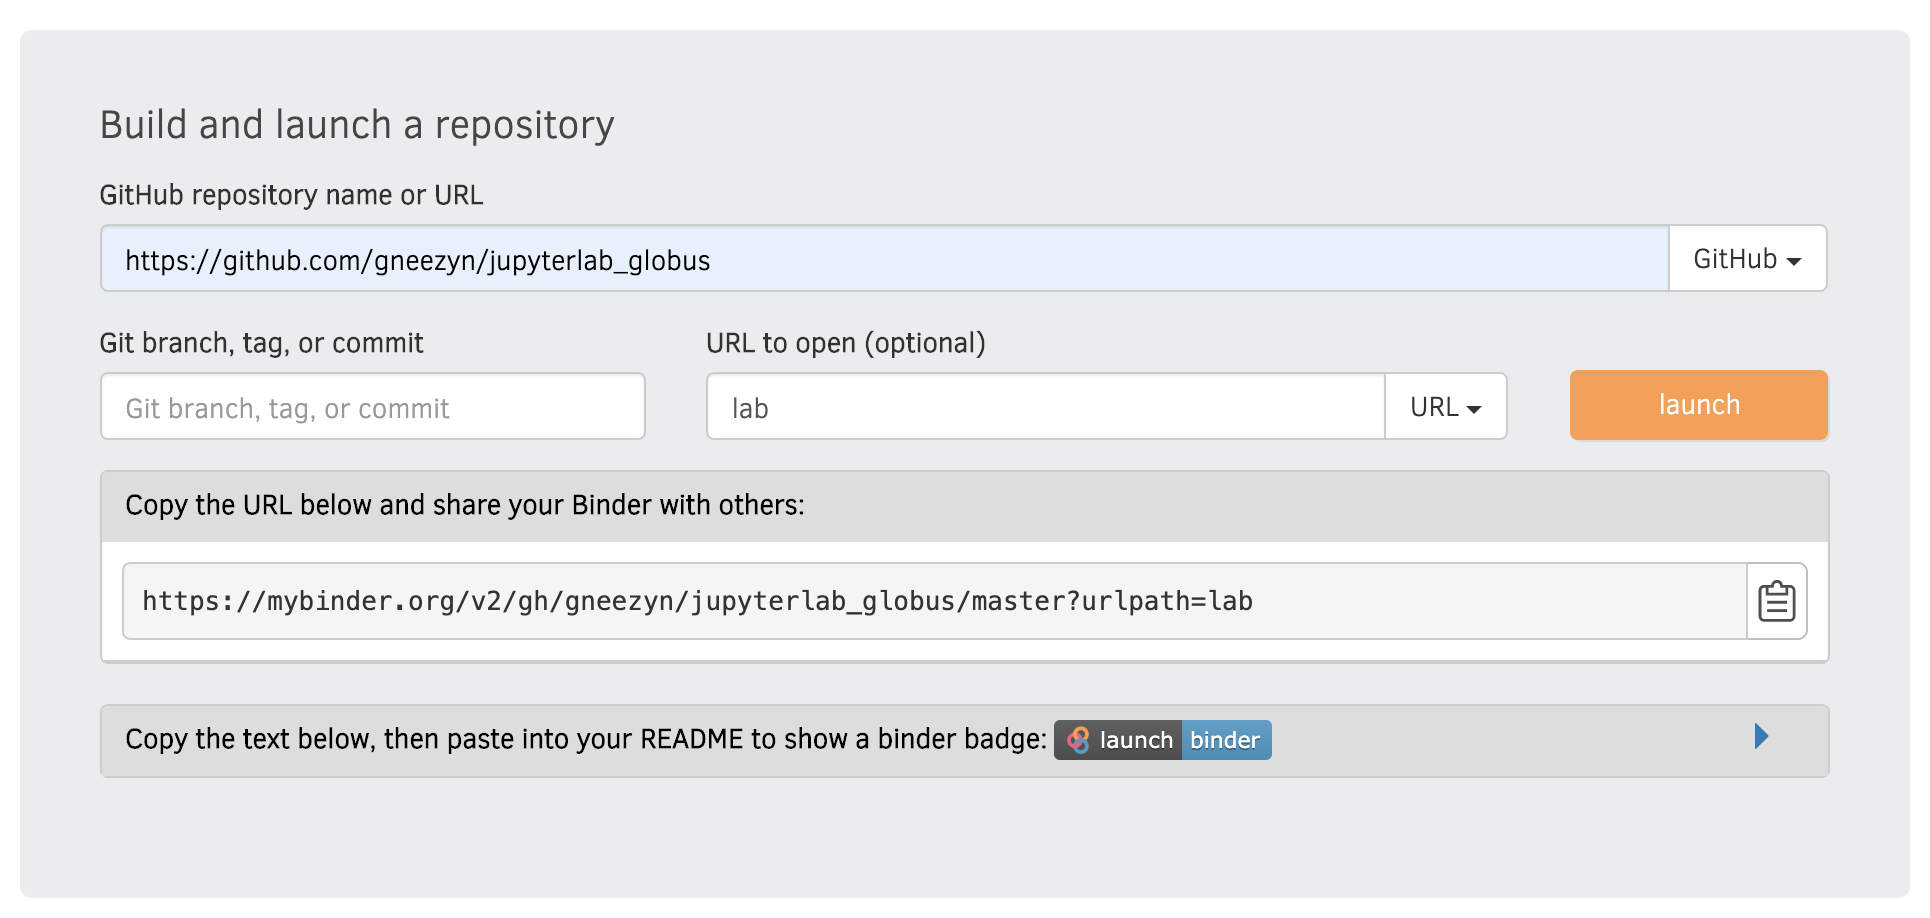 Build and launch a repository
GitHub repository name or URL
https://github.com/gneezyn/jupyterlab_globus
GitHub
Git branch, tag, or commit
URL to open (optional)
Git branch, tag, or commit
lab
URL
launch
Copy the URL below and share your Binder with others:
https://mybinder.org/v2/gh/gneezyn/jupyterlab_globus/master?urlpath=lab
Copy the text below, then paste into your README to show a binder badge: launch binder